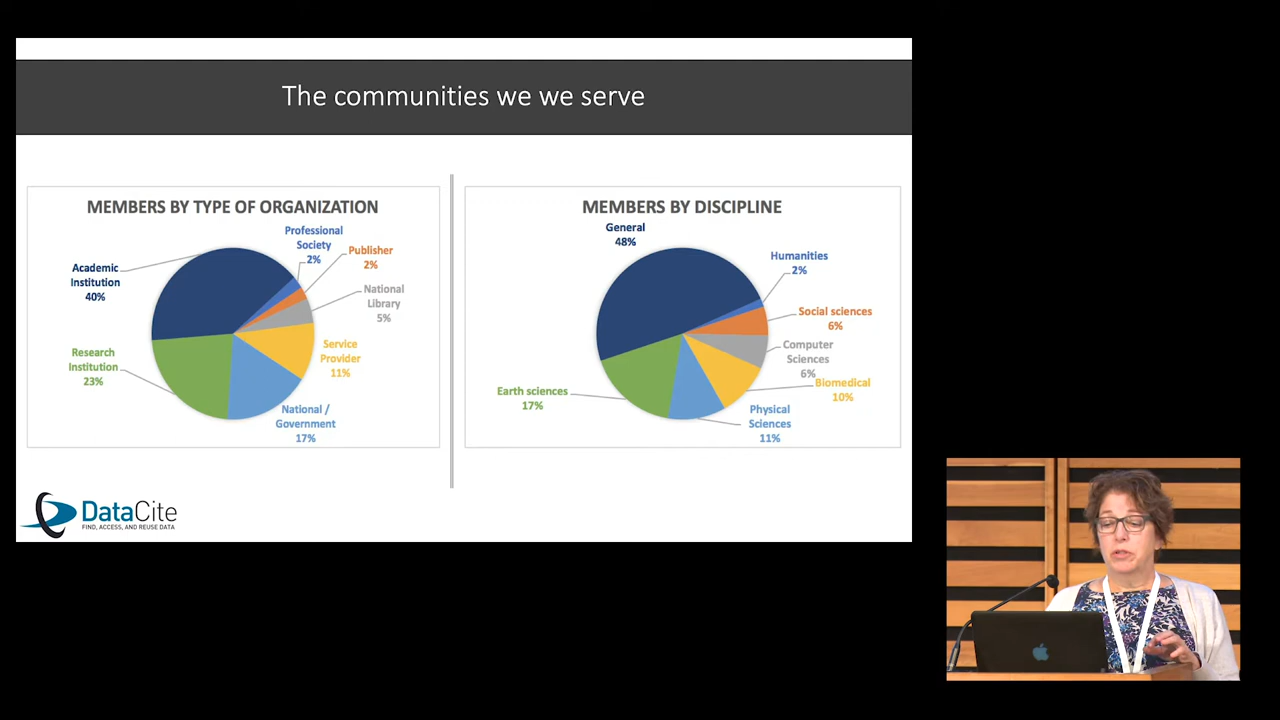 The communities we we serve
MEMBERS BY TYPE OF ORGANIZATION
Professional
Society
2%
Publisher
2%
National
Library
5%
Service
Provider
11%
National /
Government
17%
Research
Institution
23%
Academic
Institution
40%
MEMBERS BY DISCIPLINE
General
48%
Humanities
2%
Social sciences
6%
Computer
Sciences
6%
Biomedical
10%
Physical
Sciences
11%
Earth sciences
17%
DataCite
FIND, ACCESS, AND REUSE DATA